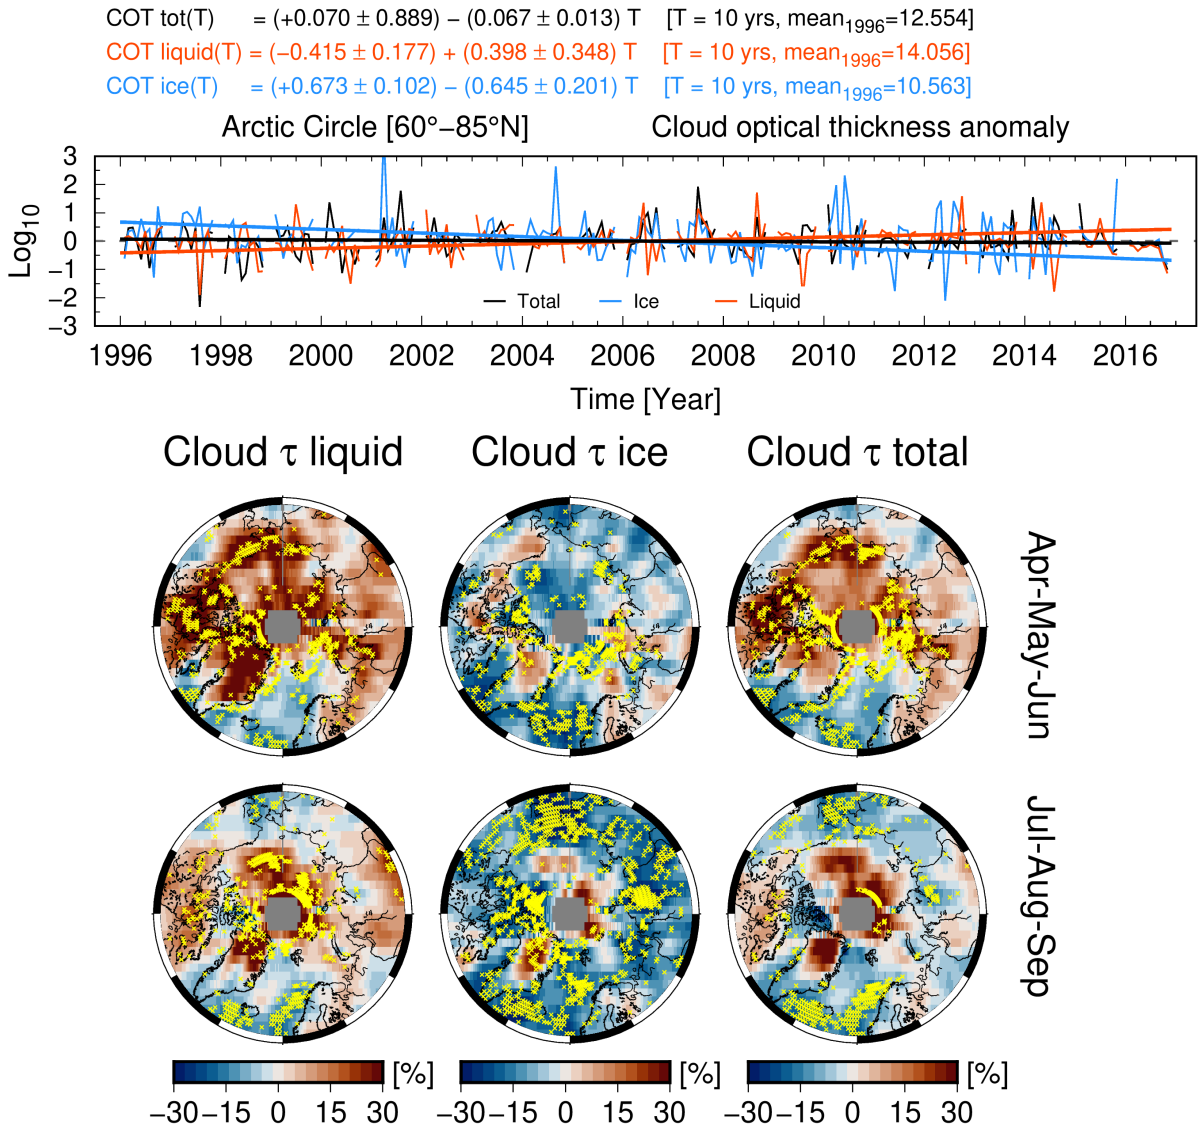 COT tot(T) = (+0.070 ± 0.889) − (0.067 ± 0.013) T [T = 10 yrs, mean1996=12.554]
COT liquid(T) = (−0.415 ± 0.177) + (0.398 ± 0.348) T [T = 10 yrs, mean1996=14.056]
COT ice(T) = (+0.673 ± 0.102) − (0.645 ± 0.201) T [T = 10 yrs, mean1996=10.563]
Arctic Circle [60°−85°N] Cloud optical thickness anomaly
3
2
1
0
−1
−2
−3
Log10
Total Ice Liquid
1996 1998 2000 2002 2004 2006 2008 2010 2012 2014 2016
Time [Year]
Cloud τ liquid Cloud τ ice Cloud τ total
Apr-May-Jun
Jul-Aug-Sep
[%] [%] [%]
−30 −15 0 15 30 −30 −15 0 15 30 −30 −15 0 15 30